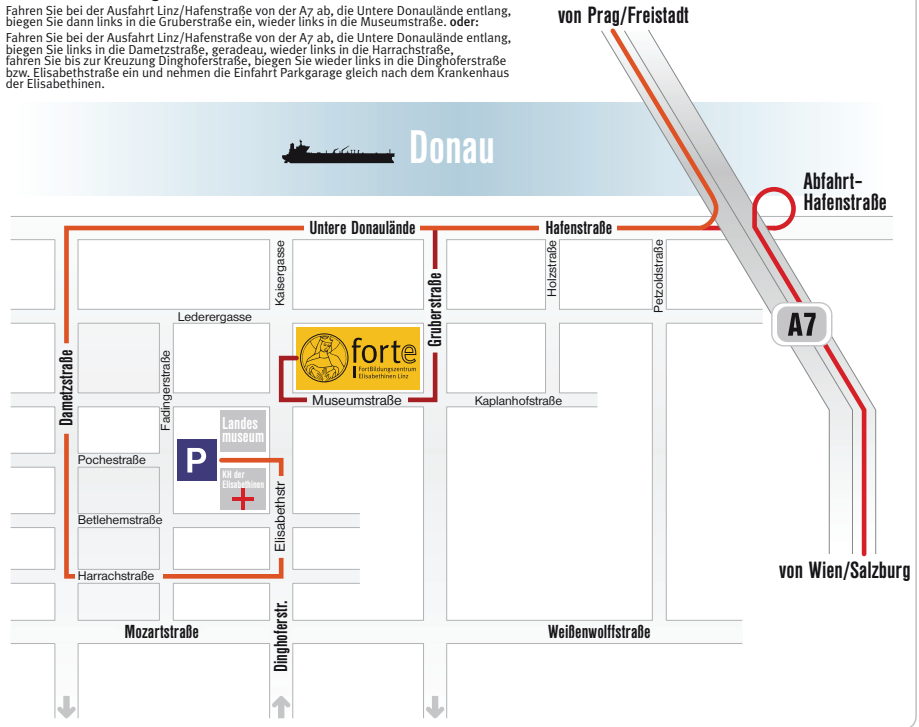 Fahren Sie bei der Ausfahrt Linz/Hafenstraße von der A7 ab, die Untere Donaulände entlang,
biegen Sie dann links in die Gruberstraße ein, wieder links in die Museumstraße. oder:
Fahren Sie bei der Ausfahrt Linz/Hafenstraße von der A7 ab, die Untere Donaulände entlang,
biegen Sie links in die Dametzstraße, geradeau, wieder links in die Harrachstraße,
fahren Sie bis zur Kreuzung Dinghoferstraße, biegen Sie wieder links in die Dinghoferstraße
bzw. Elisabethstraße ein und nehmen die Einfahrt Parkgarage gleich nach dem Krankenhaus
der Elisabethinen.
von Prag/Freistadt
Donau
Abfahrt-
Hafenstraße
Untere Donaulände
Hafenstraße
Kaisergasse
Gruberstraße
Holzstraße
Petzoldstraße
Lederergasse
A7
forte
FortBildungszentrum
Elisabethinen Linz
Dametzstraße
Fadingerstraße
Museumstraße
Kaplanhofstraße
Landes
museum
P
Pochestraße
KH der
Elisabethinen
Elisabethstr
Betlehemstraße
Harrachstraße
von Wien/Salzburg
Dinghoferstr.
Mozartstraße
Weißenwolffstraße